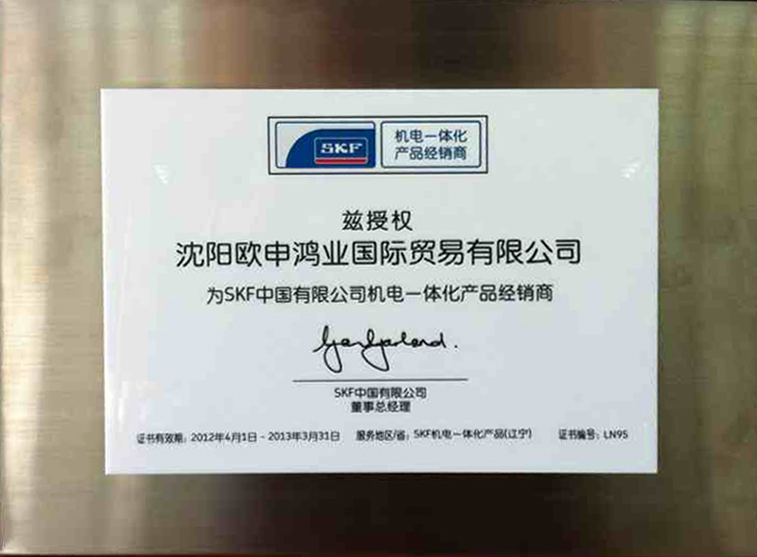 SKF
机电一体化
产品经销商
兹授权
沈阳欧申鸿业国际贸易有限公司
为SKF中国有限公司机电一体化产品经销商
SKF中国有限公司
董事总经理
证书有效期: 2012年4月1日 - 2013年3月31日 服务地区/省: SKF机电一体化产品(辽宁) 证书编号: LN95